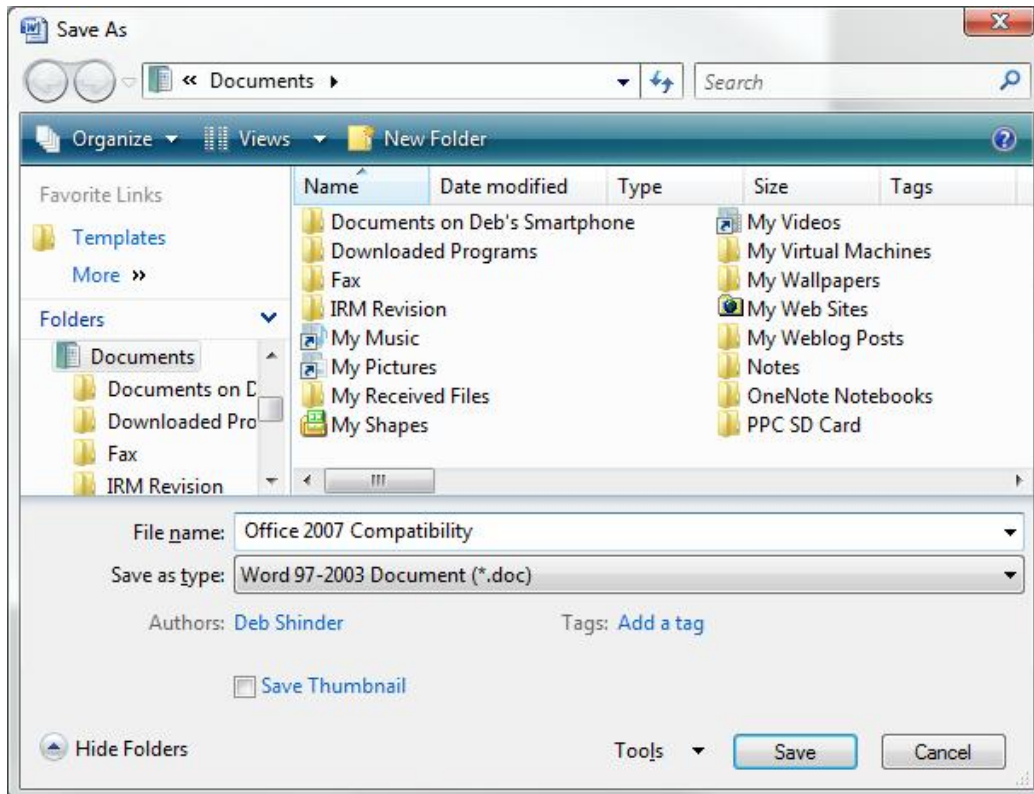 Save As
« Documents
Search
Organize
Views
New Folder
Favorite Links
Templates
More »
Folders
Documents
Documents on D
Downloaded Pro
Fax
IRM Revision
Name Date modified Type Size Tags
Documents on Deb's Smartphone
Downloaded Programs
Fax
IRM Revision
My Music
My Pictures
My Received Files
My Shapes
My Videos
My Virtual Machines
My Wallpapers
My Web Sites
My Weblog Posts
Notes
OneNote Notebooks
PPC SD Card
File name: Office 2007 Compatibility
Save as type: Word 97-2003 Document (*.doc)
Authors: Deb Shinder Tags: Add a tag
Save Thumbnail
Hide Folders Tools Save Cancel